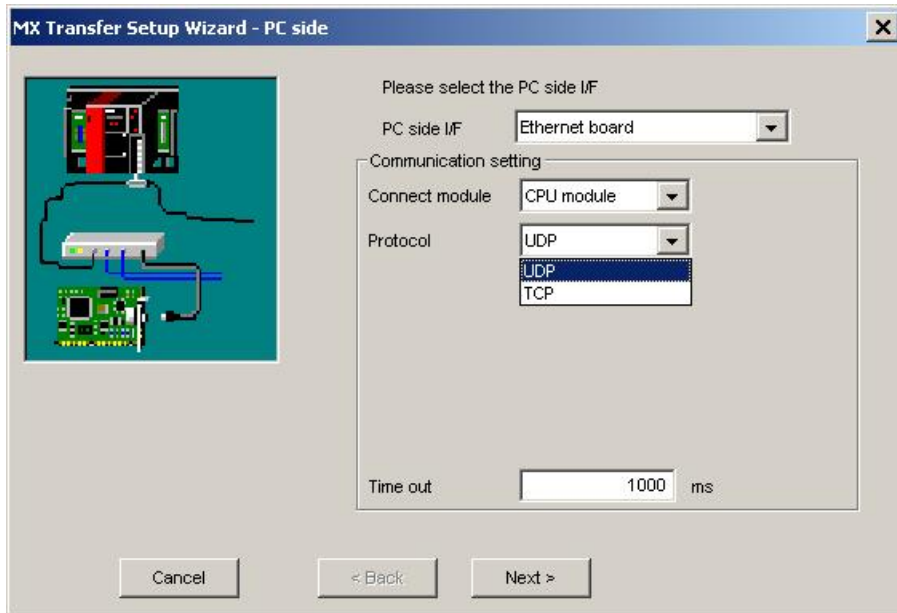 MX Transfer Setup Wizard - PC side
Please select the PC side I/F
PC side I/F Ethernet board
Communication setting
Connect module CPU module
Protocol UDP
UDP
TCP
Time out 1000 ms
Cancel < Back Next >